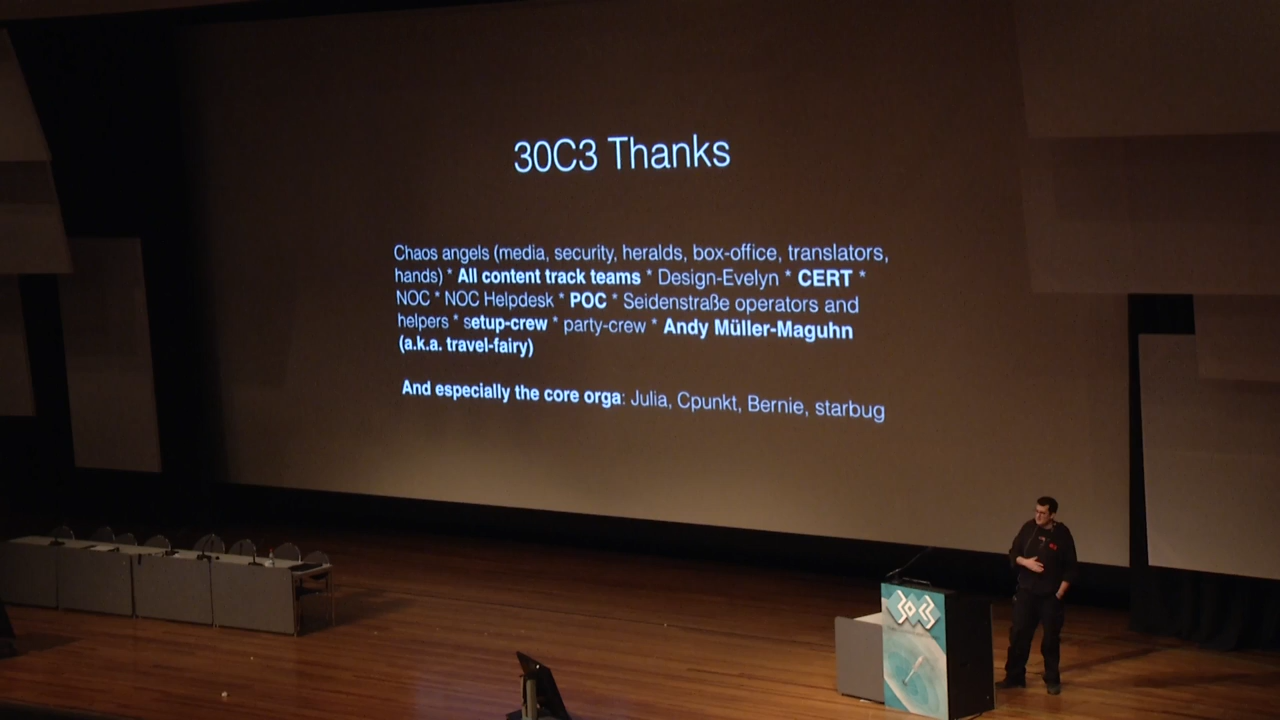 30C3 Thanks
Chaos angels (media, security, heralds, box-office, translators,
hands) * All content track teams * Design-Evelyn * CERT *
NOC * NOC Helpdesk * POC * Seidenstraße operators and
helpers * setup-crew * party-crew * Andy Müller-Maguhn
(a.k.a. travel-fairy)
And especially the core orga: Julia, Cpunkt, Bernie, starbug
30C3